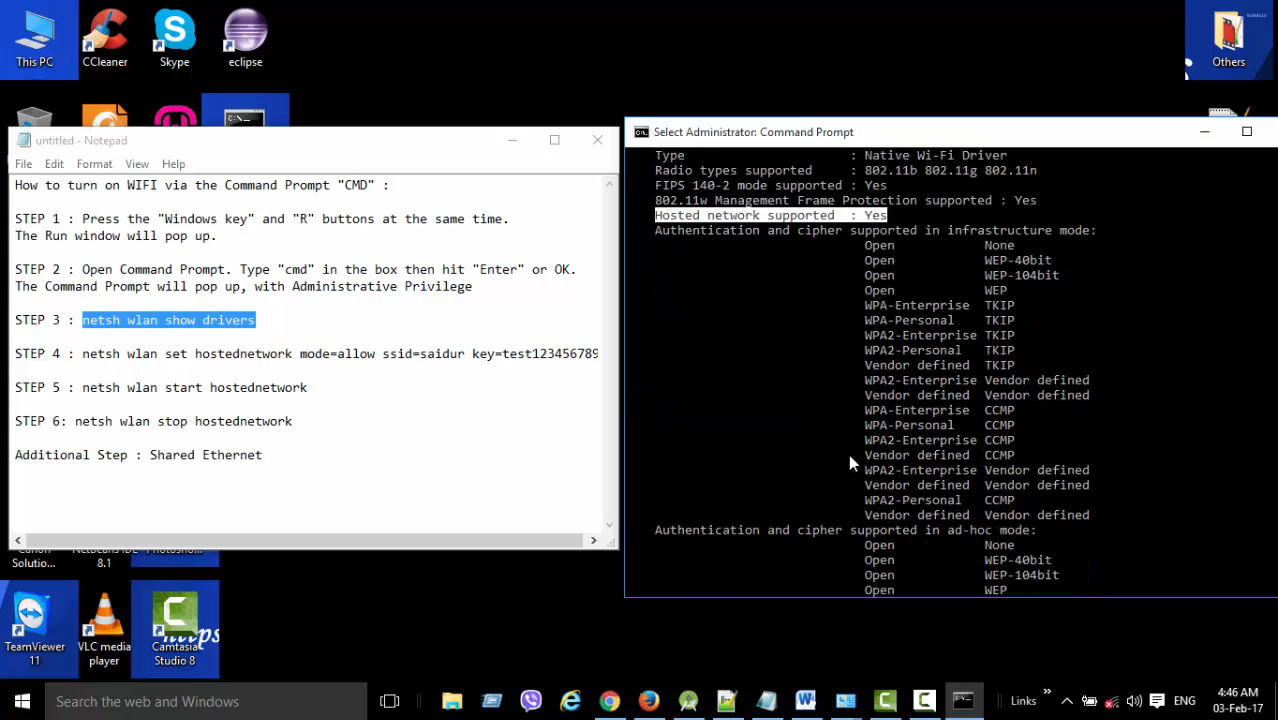 This PC
CCleaner
Skype
eclipse
Others
untitled - Notepad
File Edit Format View Help
How to turn on WIFI via the Command Prompt "CMD" :
STEP 1 : Press the "Windows key" and "R" buttons at the same time.
The Run window will pop up.
STEP 2 : Open Command Prompt. Type "cmd" in the box then hit "Enter" or OK.
The Command Prompt will pop up, with Administrative Privilege
STEP 3 : netsh wlan show drivers
STEP 4 : netsh wlan set hostednetwork mode=allow ssid=saidur key=test123456789
STEP 5 : netsh wlan start hostednetwork
STEP 6: netsh wlan stop hostednetwork
Additional Step : Shared Ethernet
Select Administrator: Command Prompt
Type : Native Wi-Fi Driver
Radio types supported : 802.11b 802.11g 802.11n
FIPS 140-2 mode supported : Yes
802.11w Management Frame Protection supported : Yes
Hosted network supported : Yes
Authentication and cipher supported in infrastructure mode:
Open None
Open WEP-40bit
Open WEP-104bit
Open WEP
WPA-Enterprise TKIP
WPA-Personal TKIP
WPA2-Enterprise TKIP
WPA2-Personal TKIP
Vendor defined TKIP
WPA2-Enterprise Vendor defined
Vendor defined Vendor defined
WPA-Enterprise CCMP
WPA-Personal CCMP
WPA2-Enterprise CCMP
Vendor defined CCMP
WPA2-Enterprise Vendor defined
Vendor defined Vendor defined
WPA2-Personal CCMP
Vendor defined Vendor defined
Authentication and cipher supported in ad-hoc mode:
Open None
Open WEP-40bit
Open WEP-104bit
Open WEP
Solutio...
8.1
TeamViewer
11
VLC media
player
Camtasia
Studio 8
Search the web and Windows
Links
ENG
4:46 AM
03-Feb-17